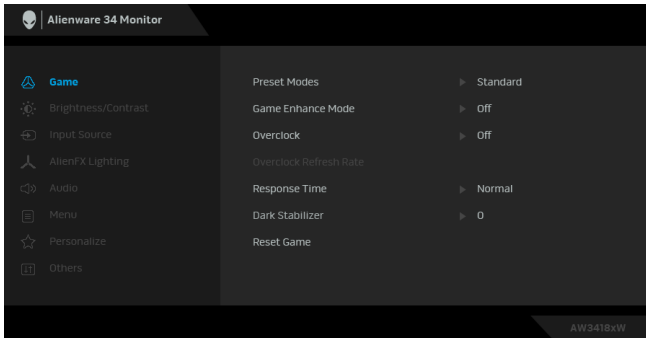 Alienware 34 Monitor
Game
Brightness/Contrast
Input Source
AlienFX Lighting
Audio
Menu
Personalize
Others
Preset Modes Standard
Game Enhance Mode Off
Overclock Off
Overclock Refresh Rate
Response Time Normal
Dark Stabilizer 0
Reset Game
AW3418xW